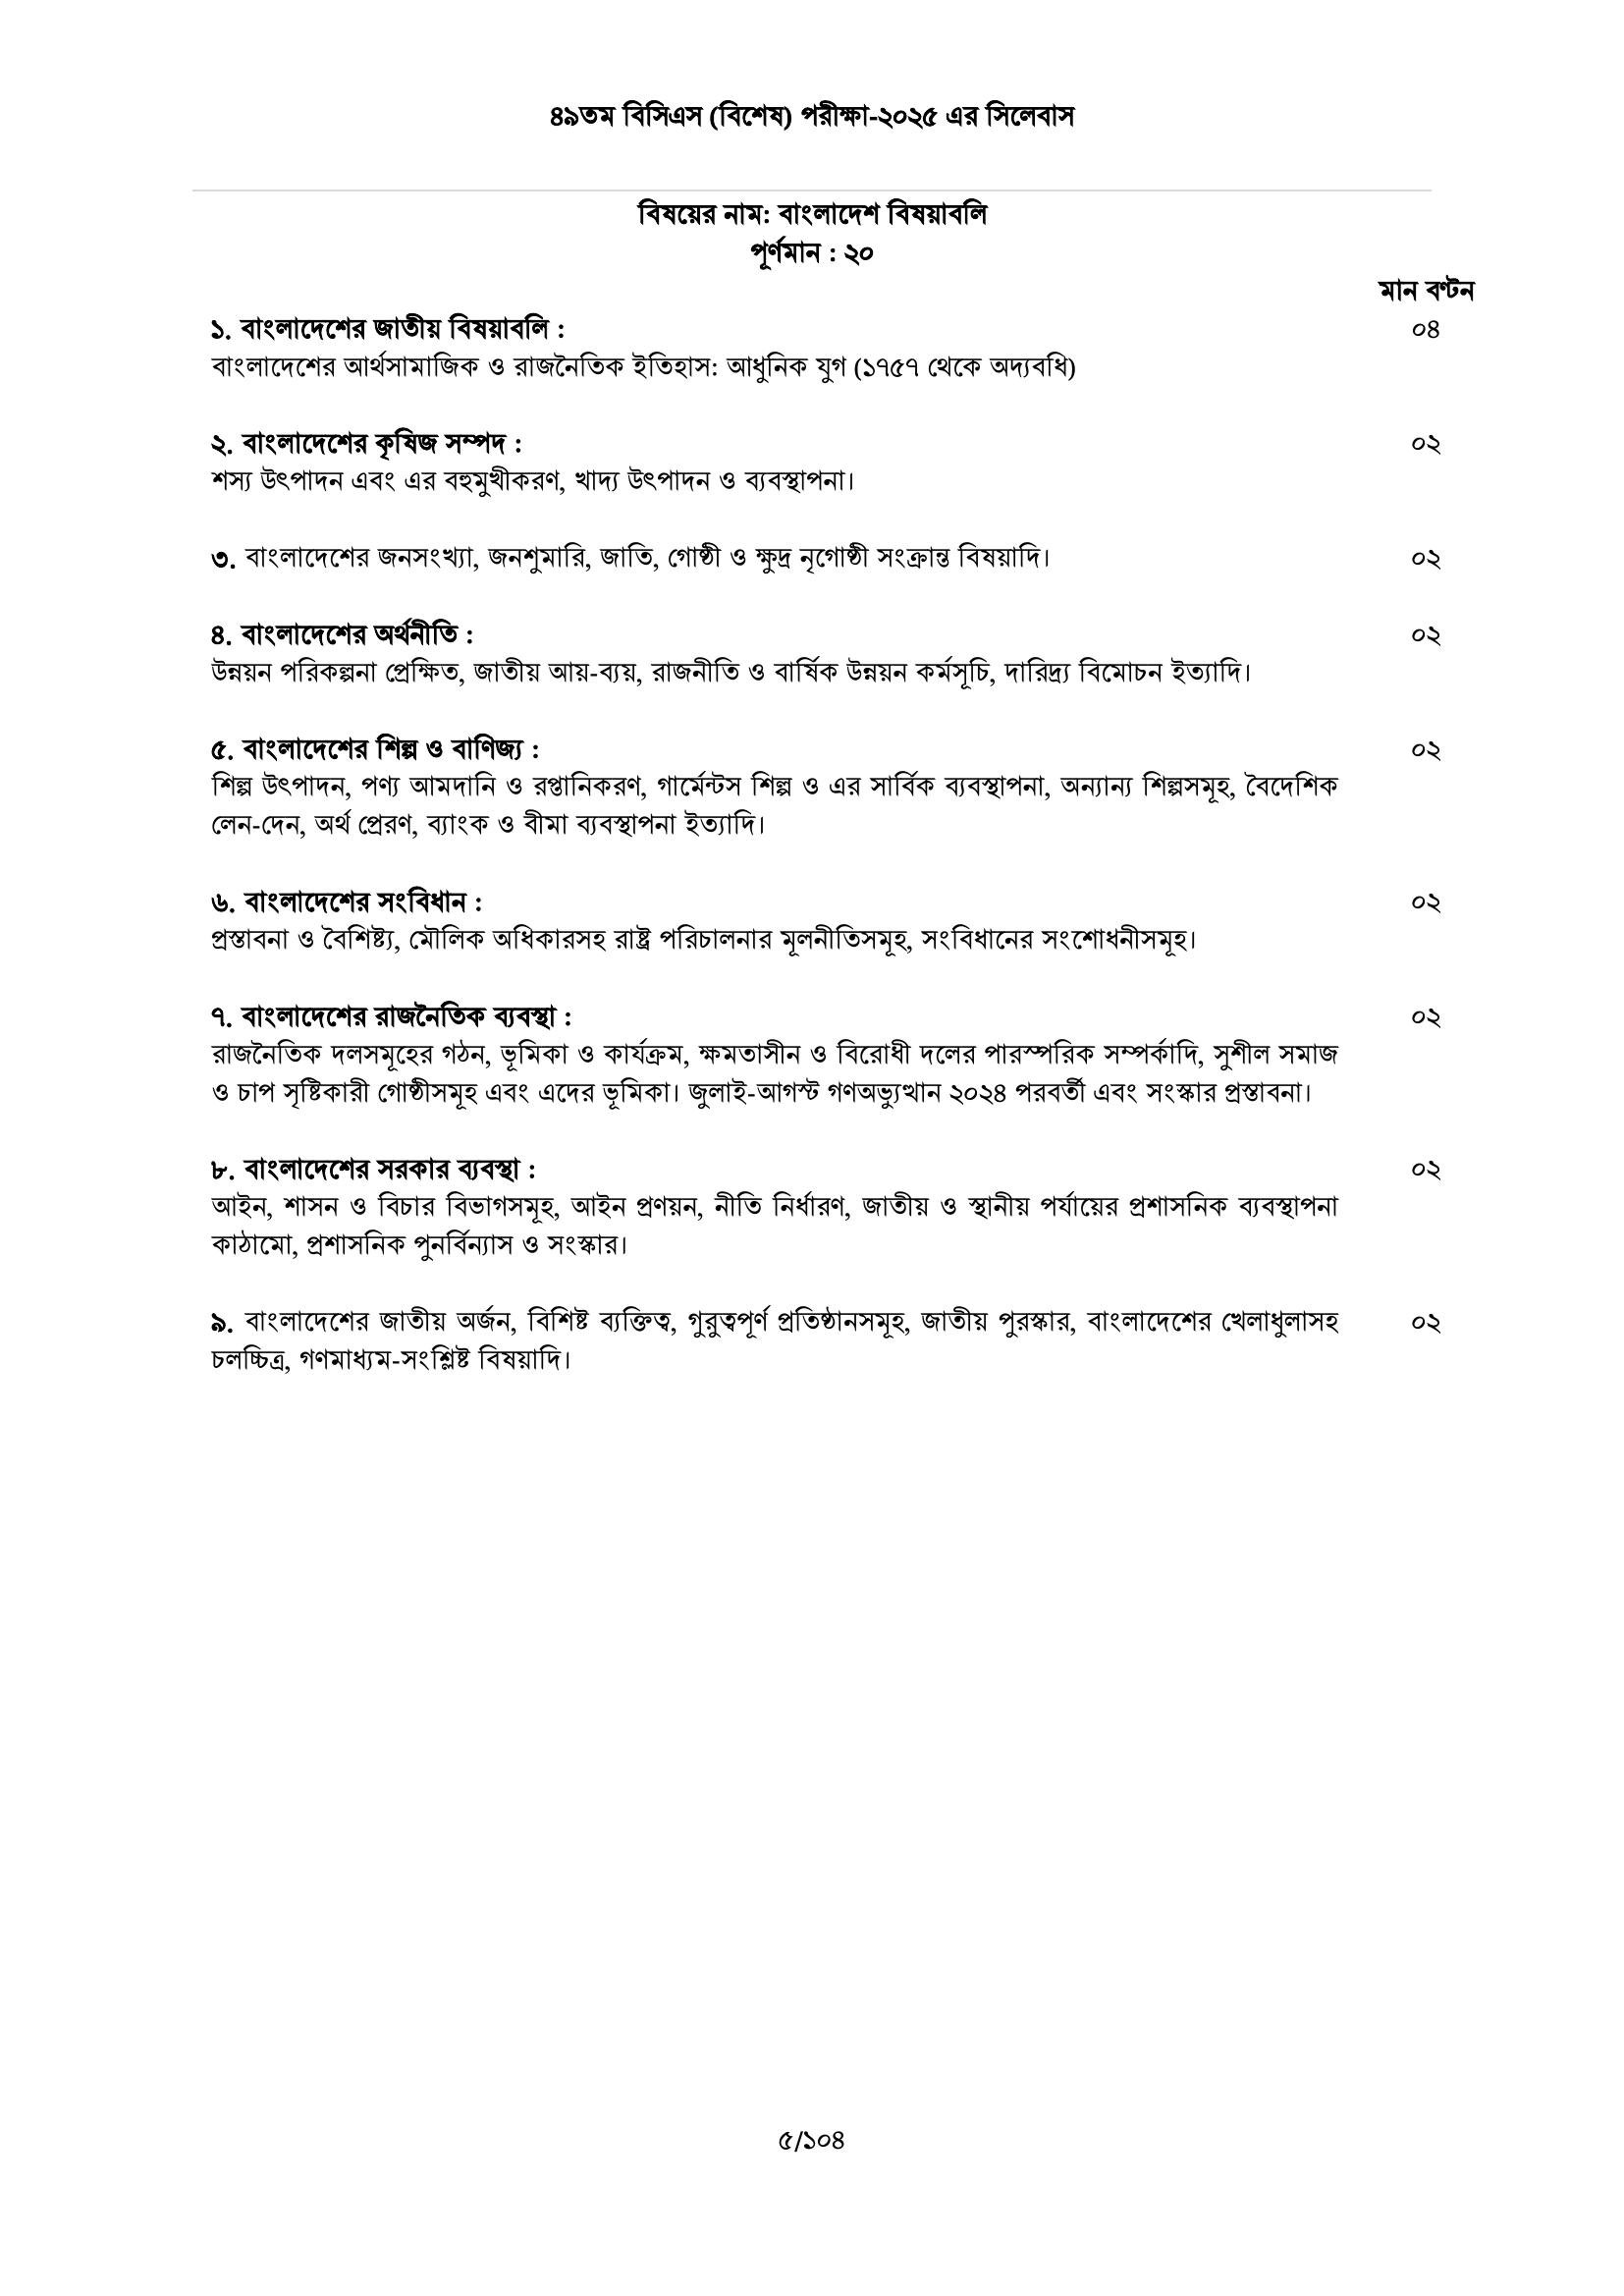 ৪৯তম বিসিএস (বিশেষ) পরীক্ষা-২০২৫ এর সিলেবাস
বিষয়ের নাম: বাংলাদেশ বিষয়াবলি
পূর্ণমান : ২০
মান বণ্টন
১. বাংলাদেশের জাতীয় বিষয়াবলি : ০৪
বাংলাদেশের আর্থসামাজিক ও রাজনৈতিক ইতিহাস: আধুনিক যুগ (১৭৫৭ থেকে অদ্যবধি)
২. বাংলাদেশের কৃষিজ সম্পদ : ০২
শস্য উৎপাদন এবং এর বহুমুখীকরণ, খাদ্য উৎপাদন ও ব্যবস্থাপনা।
৩. বাংলাদেশের জনসংখ্যা, জনশুমারি, জাতি, গোষ্ঠী ও ক্ষুদ্র নৃগোষ্ঠী সংক্রান্ত বিষয়াদি। ০২
৪. বাংলাদেশের অর্থনীতি : ০২
উন্নয়ন পরিকল্পনা প্রেক্ষিত, জাতীয় আয়-ব্যয়, রাজনীতি ও বার্ষিক উন্নয়ন কর্মসূচি, দারিদ্র্য বিমোচন ইত্যাদি।
৫. বাংলাদেশের শিল্প ও বাণিজ্য : ০২
শিল্প উৎপাদন, পণ্য আমদানি ও রপ্তানিকরণ, গার্মেন্টস শিল্প ও এর সার্বিক ব্যবস্থাপনা, অন্যান্য শিল্পসমূহ, বৈদেশিক
লেন-দেন, অর্থ প্রেরণ, ব্যাংক ও বীমা ব্যবস্থাপনা ইত্যাদি।
৬. বাংলাদেশের সংবিধান : ০২
প্রস্তাবনা ও বৈশিষ্ট্য, মৌলিক অধিকারসহ রাষ্ট্র পরিচালনার মূলনীতিসমূহ, সংবিধানের সংশোধনীসমূহ।
৭. বাংলাদেশের রাজনৈতিক ব্যবস্থা : ০২
রাজনৈতিক দলসমূহের গঠন, ভূমিকা ও কার্যক্রম, ক্ষমতাসীন ও বিরোধী দলের পারস্পরিক সম্পর্কাদি, সুশীল সমাজ
ও চাপ সৃষ্টিকারী গোষ্ঠীসমূহ এবং এদের ভূমিকা। জুলাই-আগস্ট গণঅভ্যুত্থান ২০২৪ পরবর্তী এবং সংস্কার প্রস্তাবনা।
৮. বাংলাদেশের সরকার ব্যবস্থা : ০২
আইন, শাসন ও বিচার বিভাগসমূহ, আইন প্রণয়ন, নীতি নির্ধারণ, জাতীয় ও স্থানীয় পর্যায়ের প্রশাসনিক ব্যবস্থাপনা
কাঠামো, প্রশাসনিক পুনর্বিন্যাস ও সংস্কার।
৯. বাংলাদেশের জাতীয় অর্জন, বিশিষ্ট ব্যক্তিত্ব, গুরুত্বপূর্ণ প্রতিষ্ঠানসমূহ, জাতীয় পুরস্কার, বাংলাদেশের খেলাধুলাসহ ০২
চলচ্চিত্র, গণমাধ্যম-সংশ্লিষ্ট বিষয়াদি।
৫/১০৪